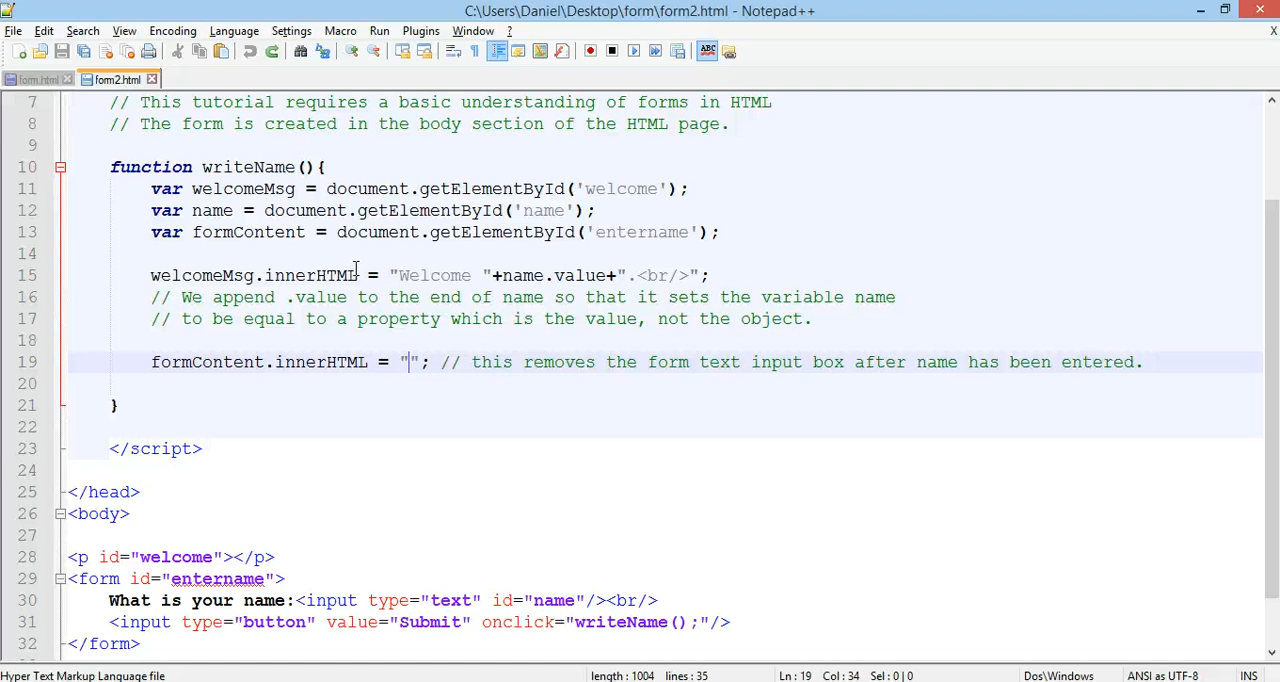 C:\Users\Daniel\Desktop\form\form2.html - Notepad++
File Edit Search View Encoding Language Settings Macro Run Plugins Window ? X
ABC
form.html form2.html
7 // This tutorial requires a basic understanding of forms in HTML
8 // The form is created in the body section of the HTML page.
9
10 function writeName(){
11 var welcomeMsg = document.getElementById('welcome');
12 var name = document.getElementById('name');
13 var formContent = document.getElementById('entername');
14
15 welcomeMsg.innerHTML = "Welcome "+name.value+".<br/>";
16 // We append .value to the end of name so that it sets the variable name
17 // to be equal to a property which is the value, not the object.
18
19 formContent.innerHTML = ""; // this removes the form text input box after name has been entered.
20
21 }
22
23 </script>
24
25 </head>
26 <body>
27
28 <p id="welcome"></p>
29 <form id="entername">
30 What is your name:<input type="text" id="name"/><br/>
31 <input type="button" value="Submit" onclick="writeName();"/>
32 </form>
Hyper Text Markup Language file length : 1004 lines : 35 Ln : 19 Col : 34 Sel : 0 | 0 Dos\Windows ANSI as UTF-8 INS